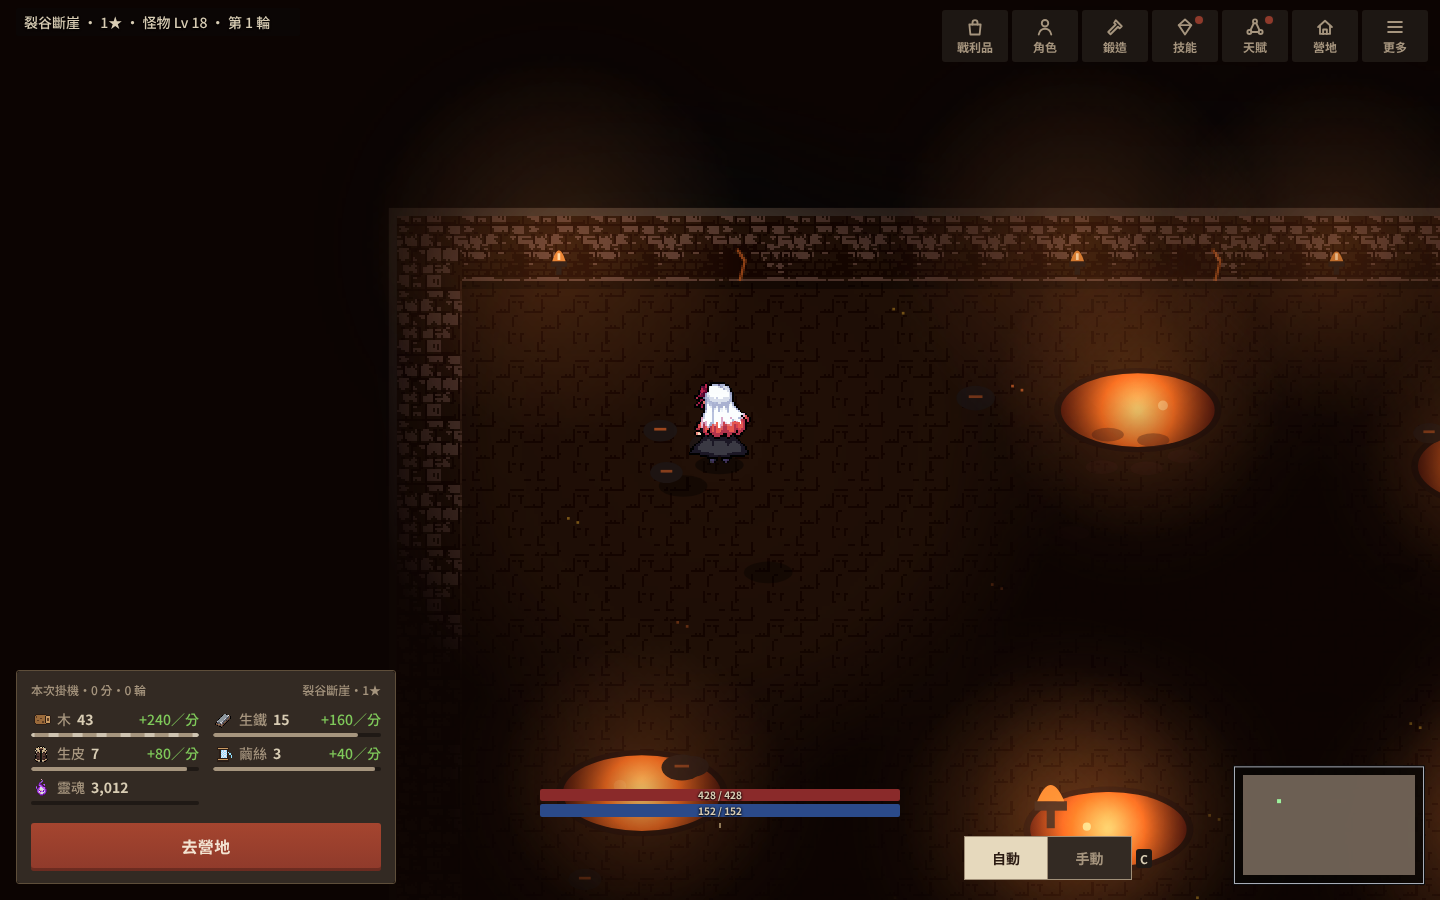 裂谷斷崖 · 1★ · 怪物 Lv 18 · 第 1 輪
戰利品 角色 鍛造 技能 天賦 營地 更多
本次掛機·0 分·0 輪 裂谷斷崖·1★
木 43 +240／分 生鐵 15 +160／分
生皮 7 +80／分 繭絲 3 +40／分
靈魂 3,012
去營地
428 / 428
152 / 152
自動 手動 C